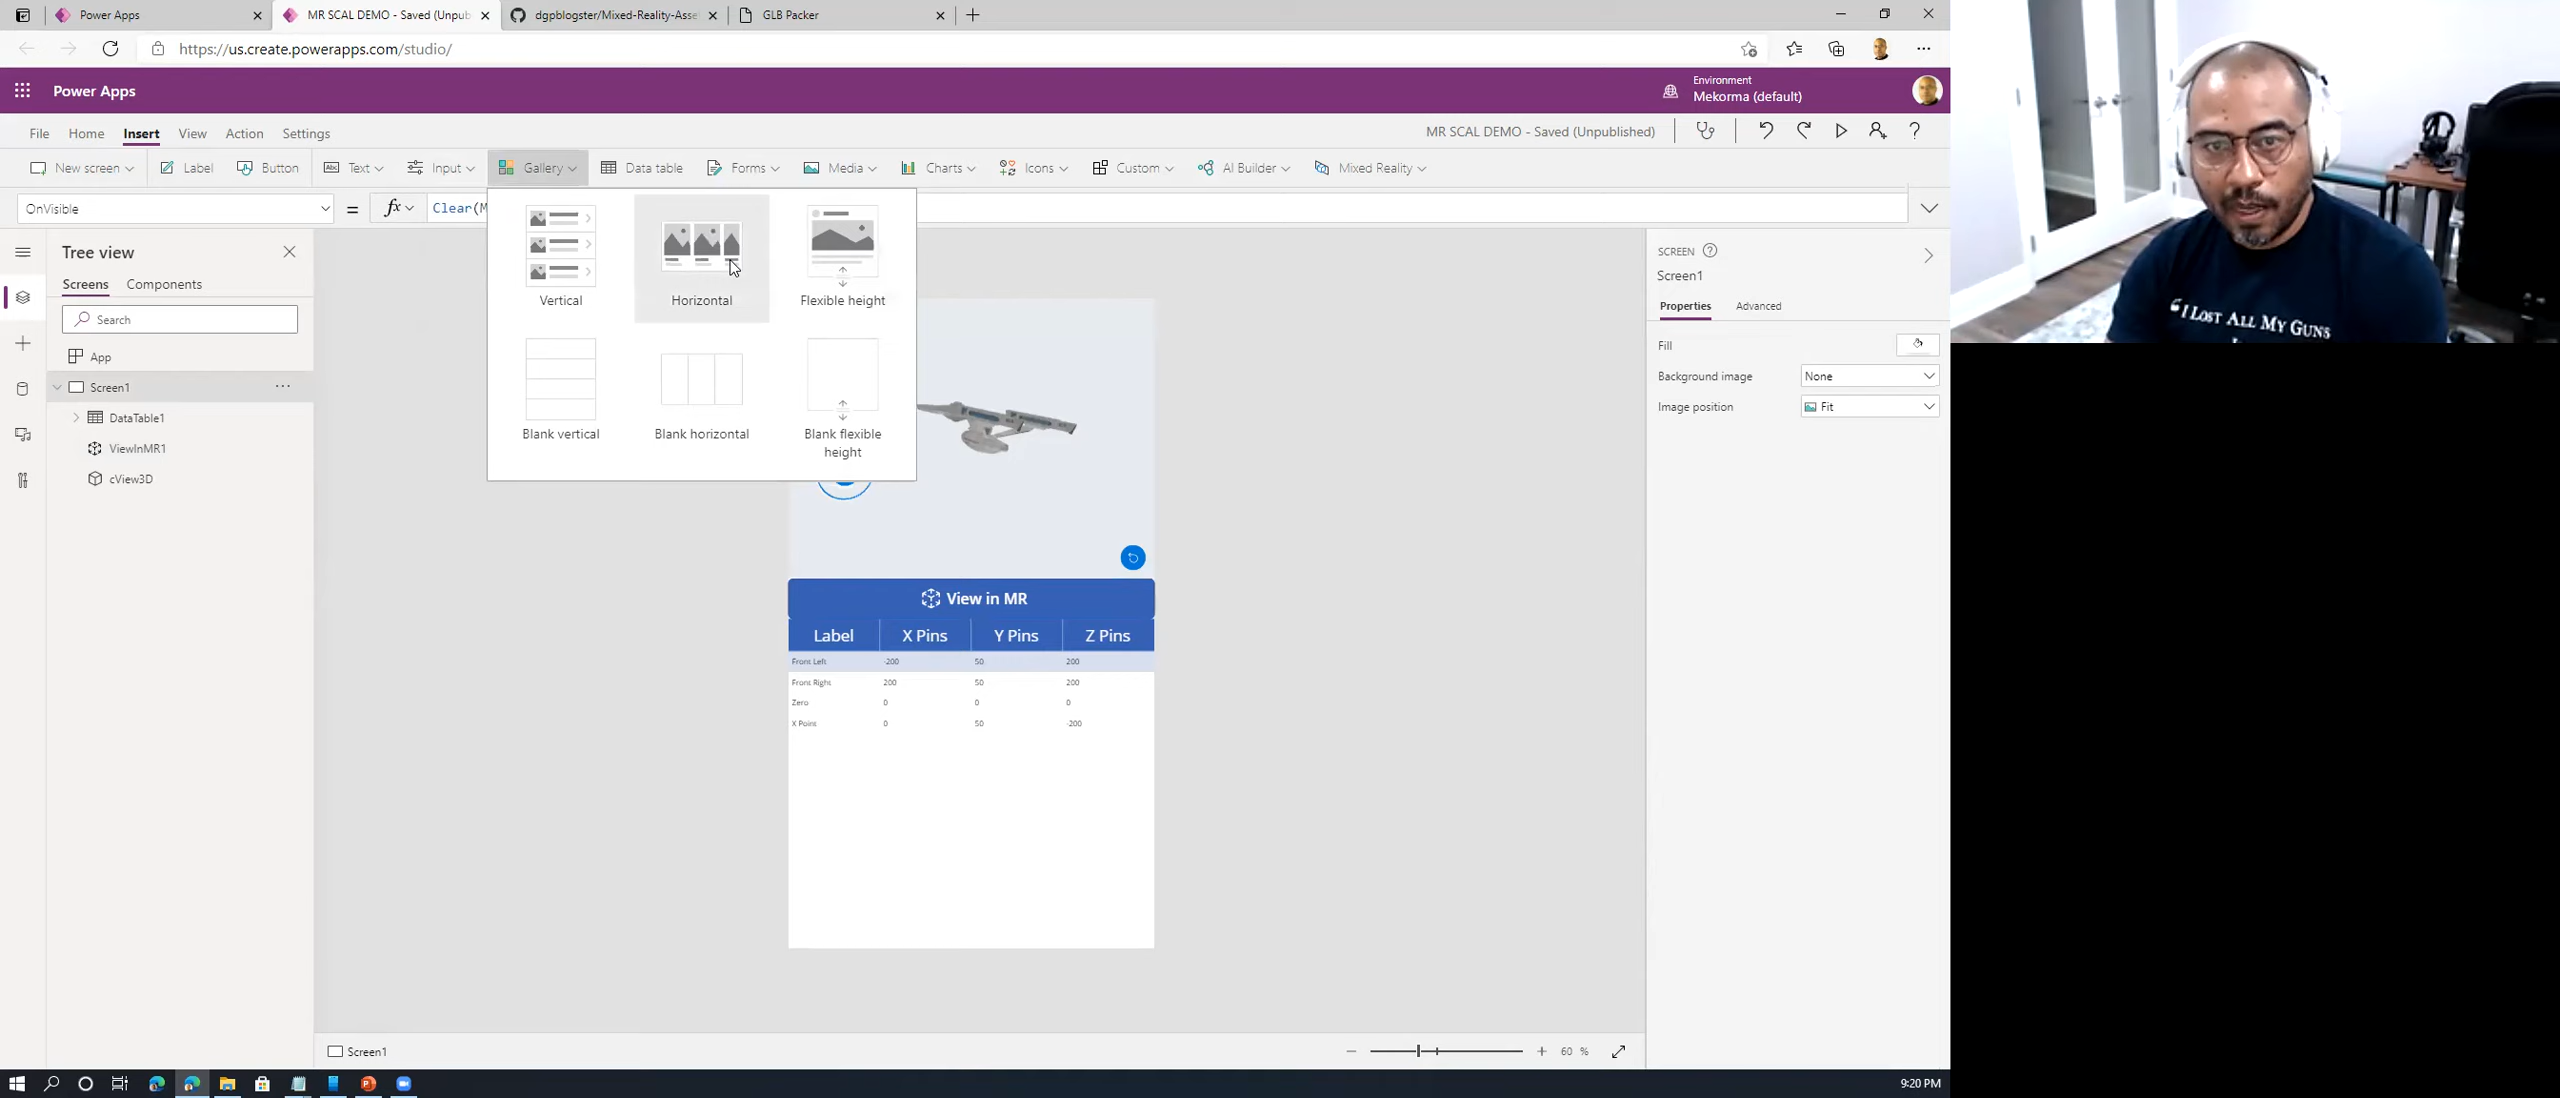 Power Apps
MR SCAL DEMO - Saved (Unpub
dgpblogster/Mixed-Reality-Asse
GLB Packer
https://us.create.powerapps.com/studio/
Power Apps
Environment
Mekorma (default)
File Home Insert View Action Settings
MR SCAL DEMO - Saved (Unpublished)
New screen Label Button Text Input Gallery Data table Forms Media Charts Icons Custom AI Builder Mixed Reality
OnVisible = fx Clear(M
Tree view
Screens Components
Search
App
Screen1
DataTable1
ViewInMR1
cView3D
Vertical Horizontal Flexible height
Blank vertical Blank horizontal Blank flexible
height
View in MR
Label X Pins Y Pins Z Pins
Front Left -200 50 200
Front Right 200 50 200
Zero 0 0 0
X Point 0 50 -200
SCREEN
Screen1
Properties Advanced
Fill
Background image None
Image position Fit
Screen1
60 %
9:20 PM
“I LOST ALL MY GUNS